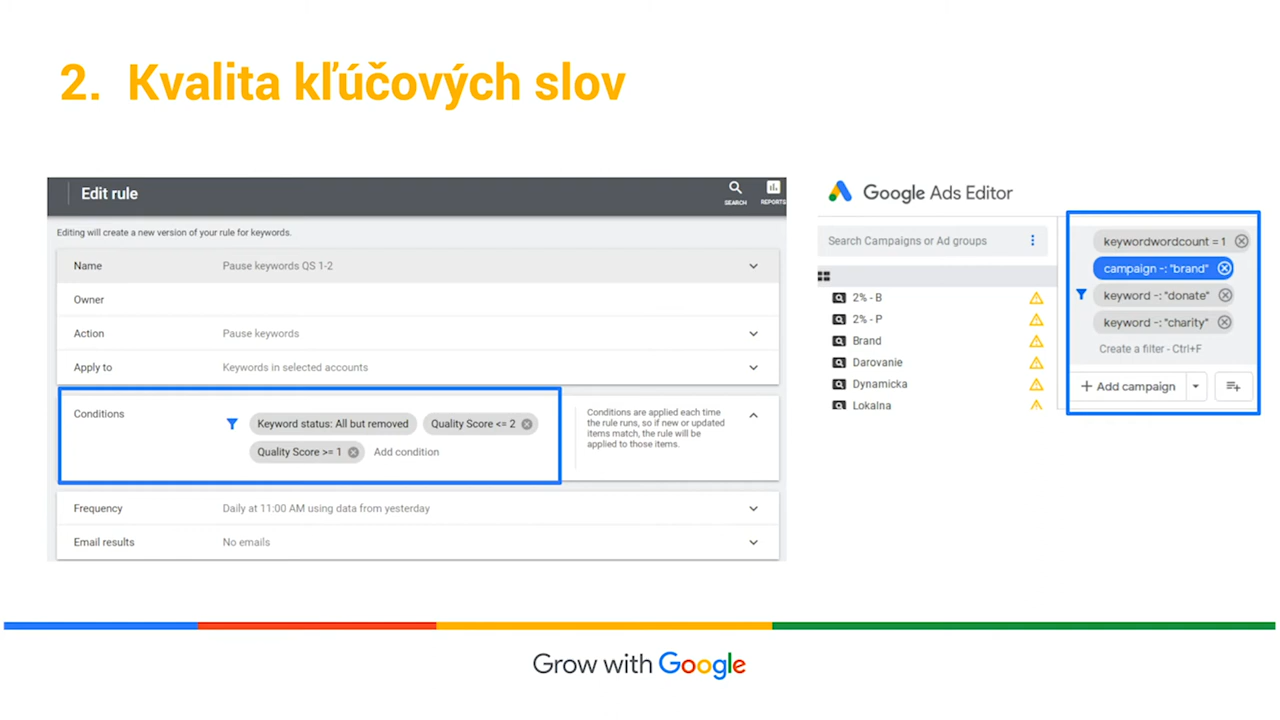 2. Kvalita kľúčových slov
Edit rule
SEARCH
REPORTS
Editing will create a new version of your rule for keywords.
Name
Pause keywords QS 1-2
Owner
Action
Pause keywords
Apply to
Keywords in selected accounts
Conditions
Keyword status: All but removed
Quality Score <= 2
Quality Score >= 1
Add condition
Conditions are applied each time
the rule runs, so if new or updated
items match, the rule will be
applied to those items.
Frequency
Daily at 11:00 AM using data from yesterday
Email results
No emails
Google Ads Editor
Search Campaigns or Ad groups
2% - B
2% - P
Brand
Darovanie
Dynamicka
Lokalna
keywordwordcount = 1
campaign -: "brand"
keyword -: "donate"
keyword -: "charity"
Create a filter - Ctrl+F
+ Add campaign
Grow with Google